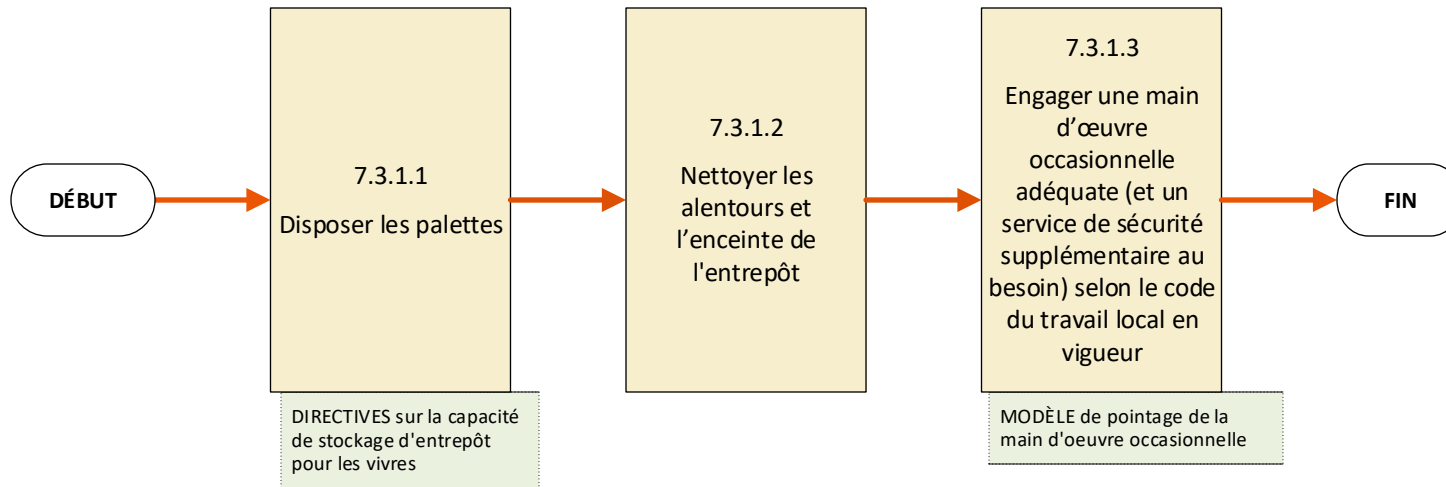 DÉBUT
7.3.1.1
Disposer les palettes
DIRECTIVES sur la capacité
de stockage d'entrepôt
pour les vivres
7.3.1.2
Nettoyer les
alentours et
l’enceinte de
l'entrepôt
7.3.1.3
Engager une main
d’œuvre
occasionnelle
adéquate (et un
service de sécurité
supplémentaire au
besoin) selon le code
du travail local en
vigueur
MODÈLE de pointage de la
main d'oeuvre occasionnelle
FIN